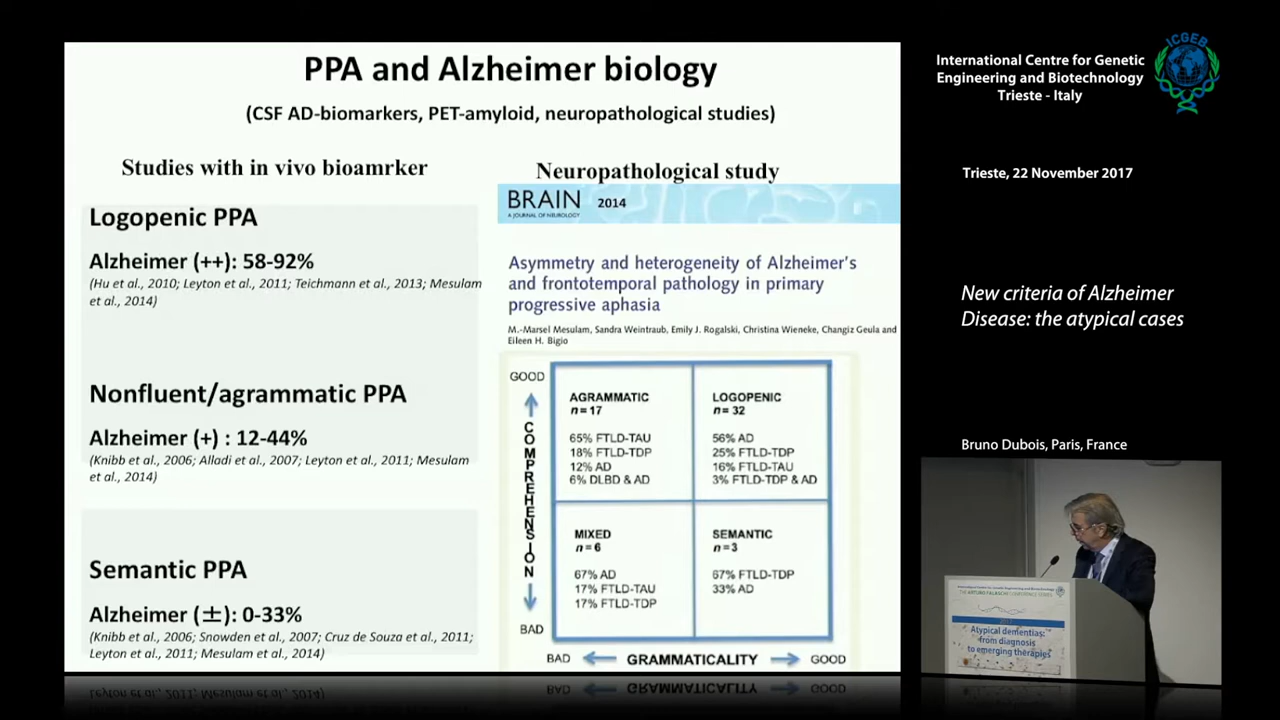 PPA and Alzheimer biology
(CSF AD-biomarkers, PET-amyloid, neuropathological studies)
Studies with in vivo bioamrker
Logopenic PPA
Alzheimer (++): 58-92%
(Hu et al., 2010; Leyton et al., 2011; Teichmann et al., 2013; Mesulam
et al., 2014)
Nonfluent/agrammatic PPA
Alzheimer (+) : 12-44%
(Knibb et al., 2006; Alladi et al., 2007; Leyton et al., 2011; Mesulam
et al., 2014)
Semantic PPA
Alzheimer (±): 0-33%
(Knibb et al., 2006; Snowden et al., 2007; Cruz de Souza et al., 2011;
Leyton et al., 2011; Mesulam et al., 2014)
Neuropathological study
BRAIN 2014
A JOURNAL OF NEUROLOGY
Asymmetry and heterogeneity of Alzheimer's
and frontotemporal pathology in primary
progressive aphasia
M.-Marsel Mesulam, Sandra Weintraub, Emily J. Rogalski, Christina Wieneke, Changiz Geula and
Eileen H. Bigio
GOOD
COMPREHENSION
BAD
AGRAMMATIC
n=17
65% FTLD-TAU
18% FTLD-TDP
12% AD
6% DLBD & AD
LOGOPENIC
n=32
56% AD
25% FTLD-TDP
16% FTLD-TAU
3% FTLD-TDP & AD
MIXED
n=6
67% AD
17% FTLD-TAU
17% FTLD-TDP
SEMANTIC
n=3
67% FTLD-TDP
33% AD
BAD GRAMMATICALITY GOOD
International Centre for Genetic
Engineering and Biotechnology
Trieste - Italy
ICGEB
Trieste, 22 November 2017
New criteria of Alzheimer
Disease: the atypical cases
Bruno Dubois, Paris, France
Atypical dementias:
from diagnosis
to emerging therapies